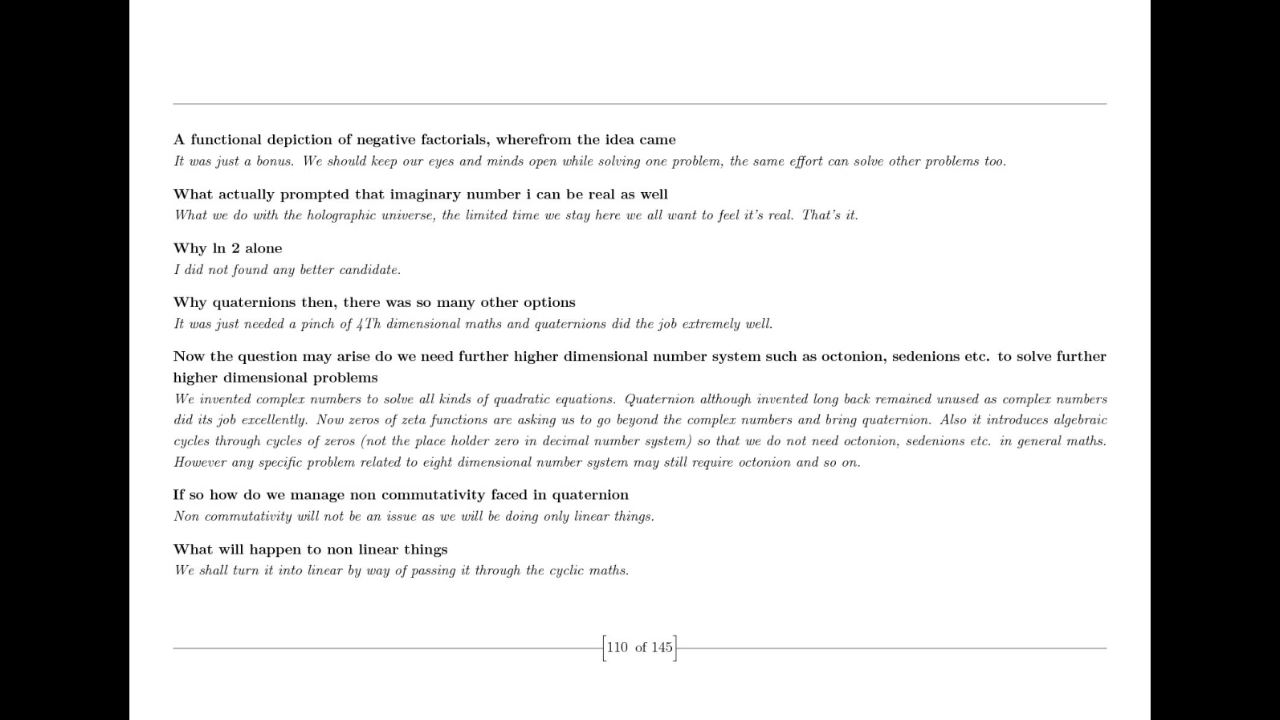 A functional depiction of negative factorials, wherefrom the idea came
It was just a bonus. We should keep our eyes and minds open while solving one problem, the same effort can solve other problems too.
What actually prompted that imaginary number i can be real as well
What we do with the holographic universe, the limited time we stay here we all want to feel it's real. That's it.
Why ln 2 alone
I did not found any better candidate.
Why quaternions then, there was so many other options
It was just needed a pinch of 4Th dimensional maths and quaternions did the job extremely well.
Now the question may arise do we need further higher dimensional number system such as octonion, sedenions etc. to solve further
higher dimensional problems
We invented complex numbers to solve all kinds of quadratic equations. Quaternion although invented long back remained unused as complex numbers
did its job excellently. Now zeros of zeta functions are asking us to go beyond the complex numbers and bring quaternion. Also it introduces algebraic
cycles through cycles of zeros (not the place holder zero in decimal number system) so that we do not need octonion, sedenions etc. in general maths.
However any specific problem related to eight dimensional number system may still require octonion and so on.
If so how do we manage non commutativity faced in quaternion
Non commutativity will not be an issue as we will be doing only linear things.
What will happen to non linear things
We shall turn it into linear by way of passing it through the cyclic maths.
[110 of 145]